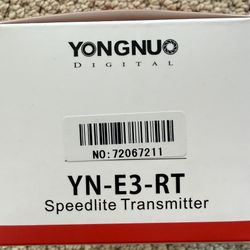 YONGNUO
DIGITAL
NO: 72067211
YN-E3-RT
Speedlite Transmitter